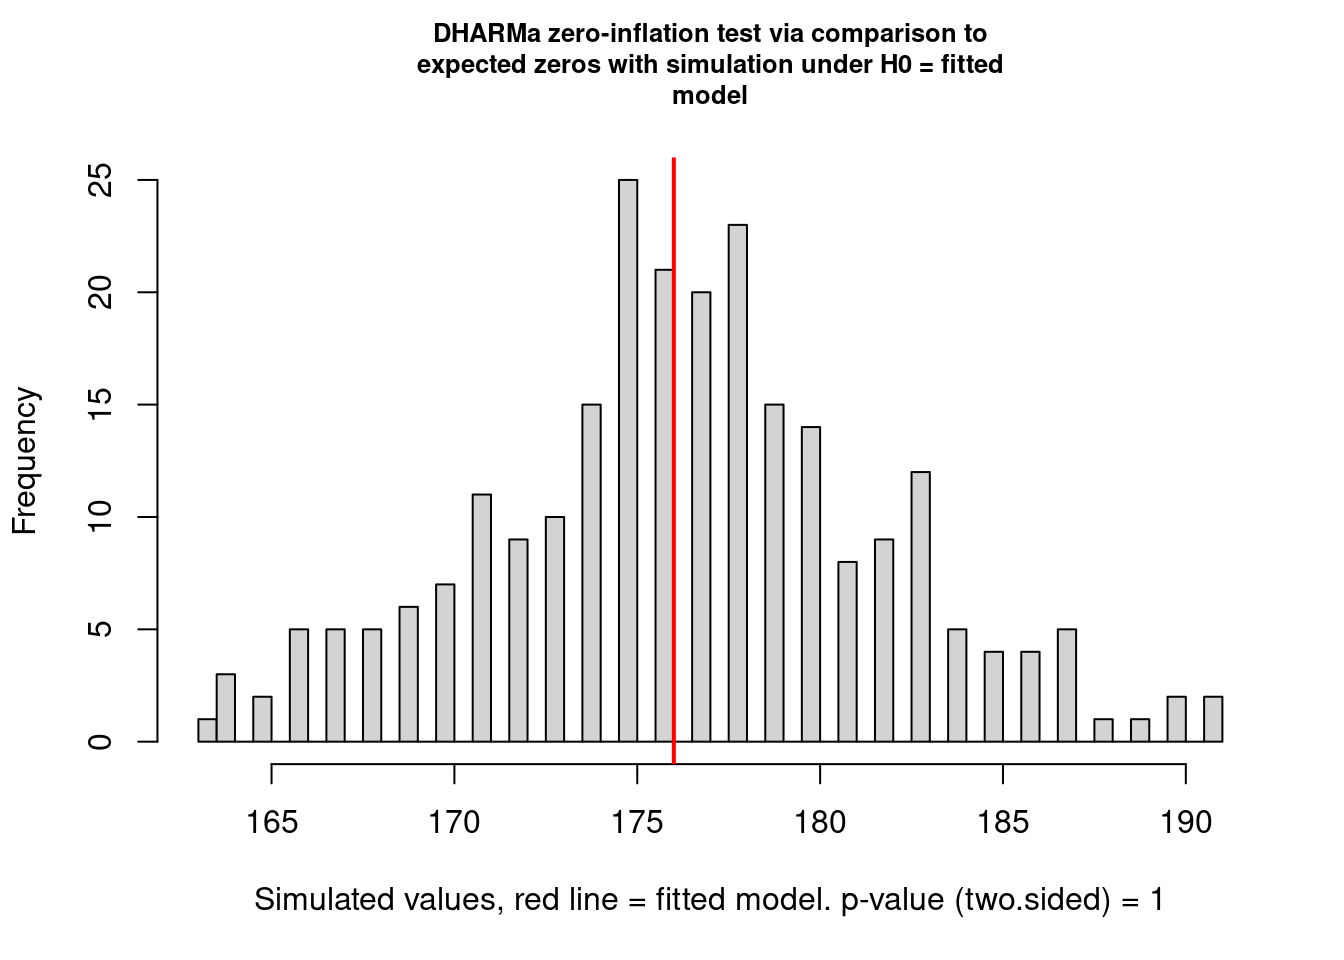 DHARMa zero-inflation test via comparison to
expected zeros with simulation under H0 = fitted
model
Frequency
25
20
15
10
5
0
165 170 175 180 185 190
Simulated values, red line = fitted model. p-value (two.sided) = 1